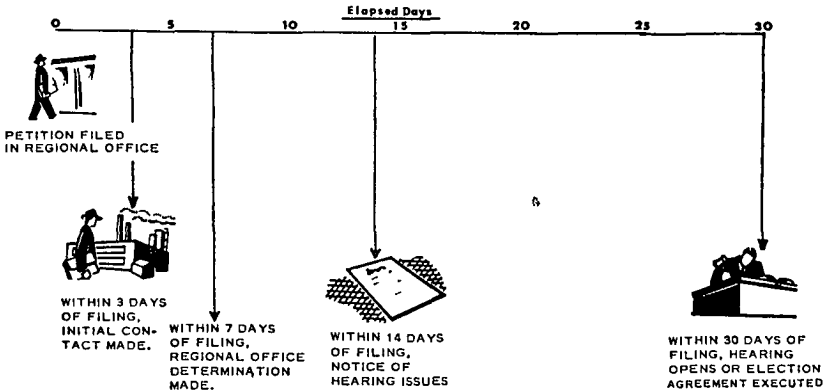 Elapsed Days
0 5 10 15 20 25 30
PETITION FILED
IN REGIONAL OFFICE
WITHIN 3 DAYS
OF FILING,
INITIAL CON-
TACT MADE.
WITHIN 7 DAYS
OF FILING,
REGIONAL OFFICE
DETERMINATION
MADE.
WITHIN 14 DAYS
OF FILING,
NOTICE OF
HEARING ISSUES
WITHIN 30 DAYS OF
FILING, HEARING
OPENS OR ELECTION
AGREEMENT EXECUTED